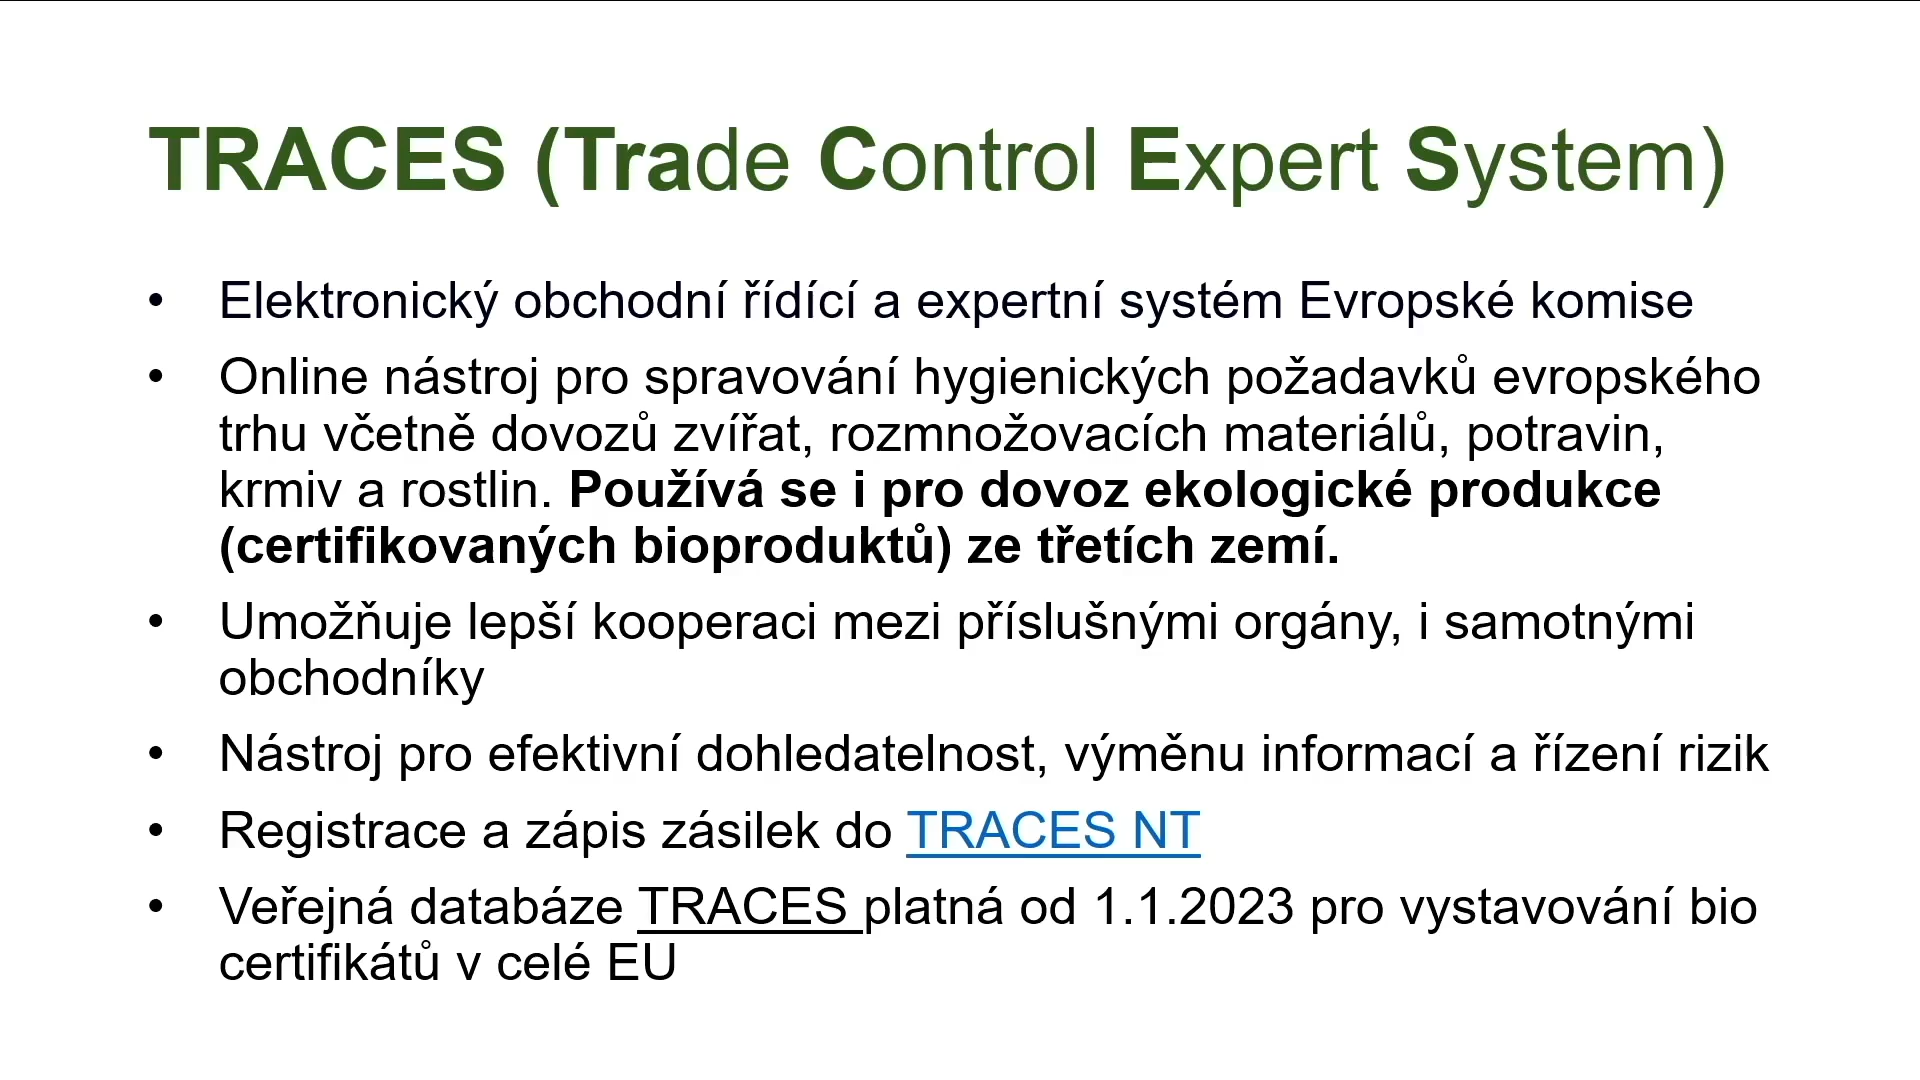 TRACES (Trade Control Expert System)
• Elektronický obchodní řídící a expertní systém Evropské komise
• Online nástroj pro spravování hygienických požadavků evropského
trhu včetně dovozů zvířat, rozmnožovacích materiálů, potravin,
krmiv a rostlin. Používá se i pro dovoz ekologické produkce
(certifikovaných bioproduktů) ze třetích zemí.
• Umožňuje lepší kooperaci mezi příslušnými orgány, i samotnými
obchodníky
• Nástroj pro efektivní dohledatelnost, výměnu informací a řízení rizik
• Registrace a zápis zásilek do TRACES NT
• Veřejná databáze TRACES platná od 1.1.2023 pro vystavování bio
certifikátů v celé EU